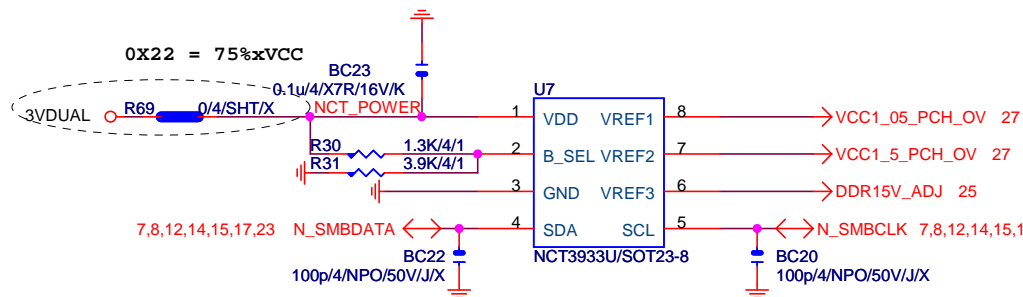 0X22 = 75%xVCC
BC23
0.1u/4/X7R/16V/K
U7
3VDUAL
R69
0/4/SHT/X
NCT_POWER
1
VDD
VREF1
8
VCC1_05_PCH_OV 27
R30
1.3K/4/1
2
B_SEL
VREF2
7
VCC1_5_PCH_OV 27
R31
3.9K/4/1
3
GND
VREF3
6
DDR15V_ADJ 25
7,8,12,14,15,17,23 N_SMBDATA
4
SDA
SCL
5
N_SMBCLK 7,8,12,14,15,1
BC22
100p/4/NPO/50V/J/X
NCT3933U/SOT23-8
BC20
100p/4/NPO/50V/J/X